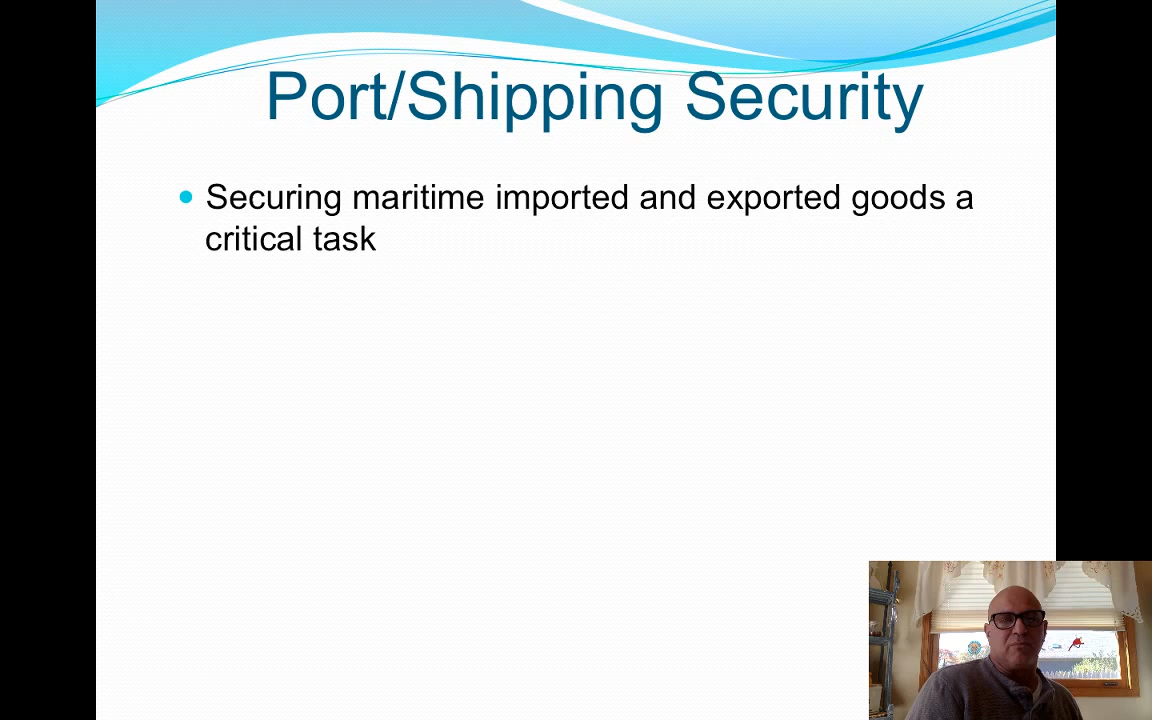 Port/Shipping Security
Securing maritime imported and exported goods a
critical task